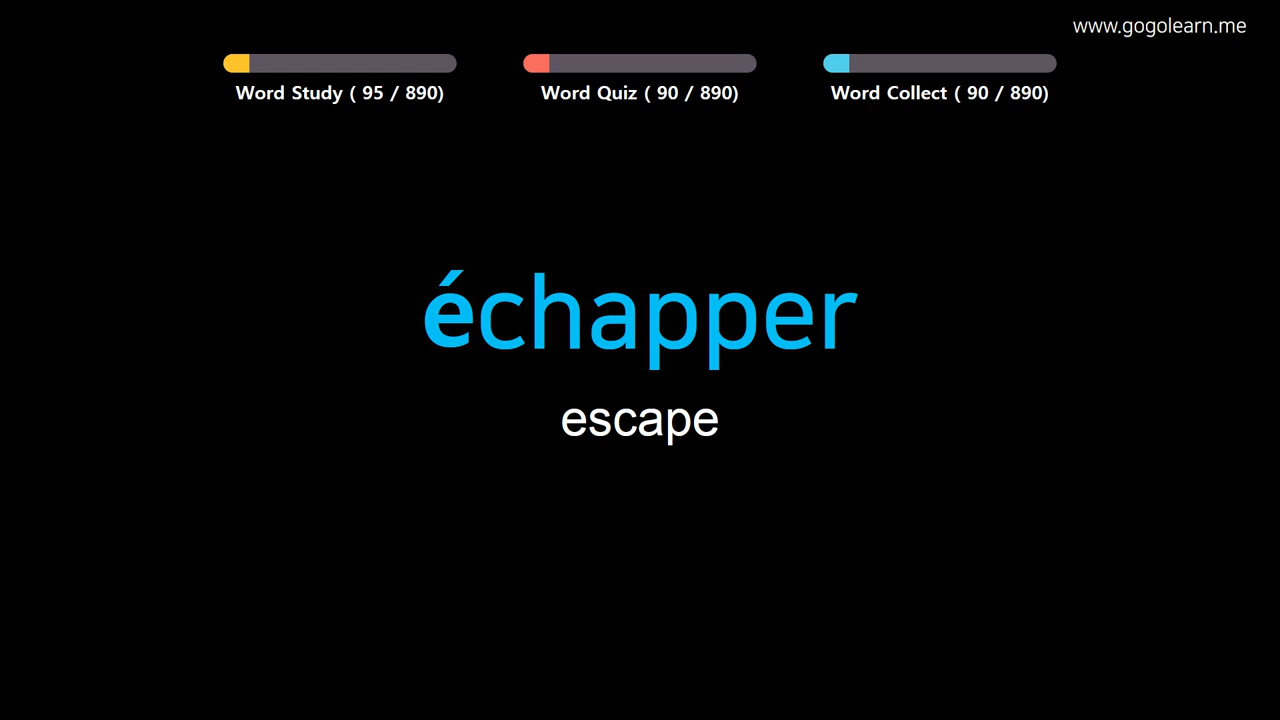 www.gogolearn.me
Word Study ( 95 / 890)
Word Quiz ( 90 / 890)
Word Collect ( 90 / 890)
échapper
escape